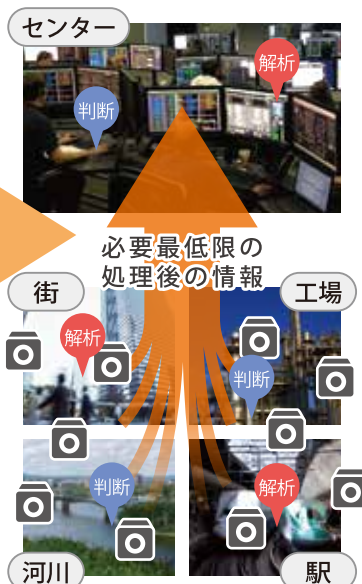 センター
解析
判断
必要最低限の
処理後の情報
街
工場
解析
判断
判断
解析
河川
駅